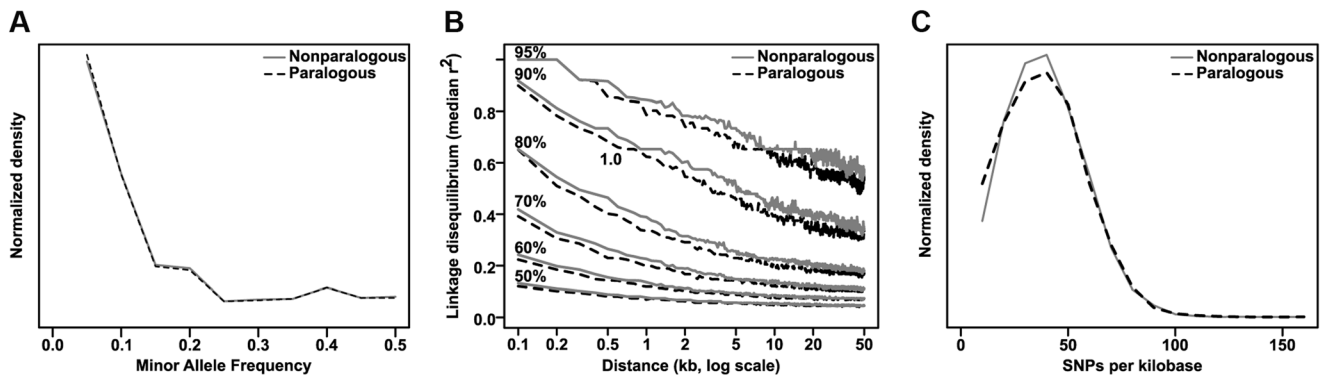 A
Nonparalogous
Paralogous
Normalized density
0.0 0.1 0.2 0.3 0.4 0.5
Minor Allele Frequency
B
Nonparalogous
Paralogous
95%
90%
80%
70%
60%
50%
1.0
Linkage disequilibrium (median r²)
0.8
0.6
0.4
0.2
0.0
0.1 0.2 0.5 1 2 5 10 20 50
Distance (kb, log scale)
C
Nonparalogous
Paralogous
Normalized density
0 50 100 150
SNPs per kilobase